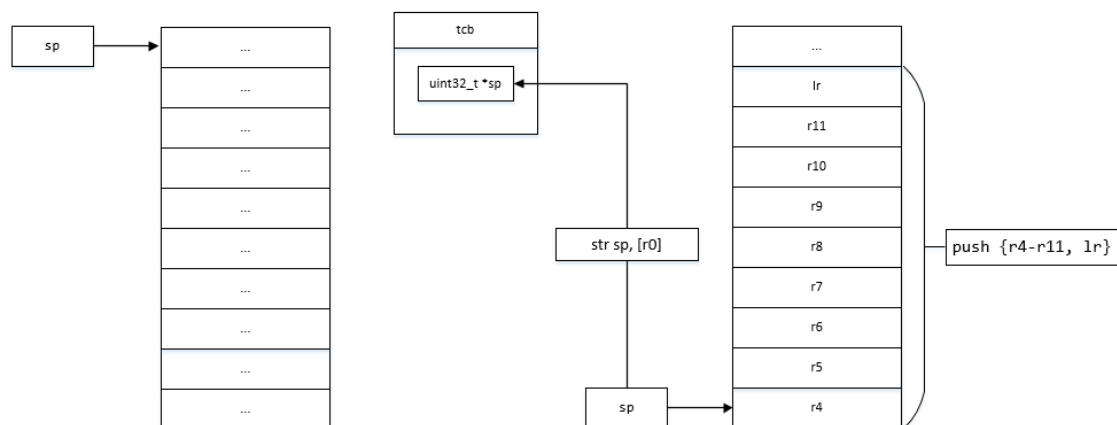 sp
...
...
...
...
...
...
...
...
...
...
tcb
uint32_t *sp
str sp, [r0]
sp
...
lr
r11
r10
r9
r8
r7
r6
r5
r4
push {r4-r11, lr}